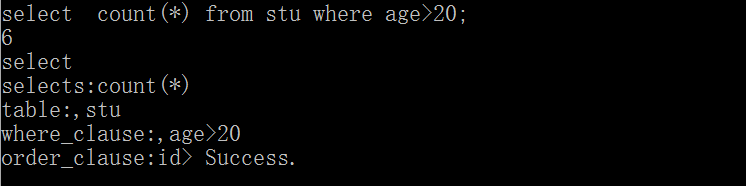 select  count(*) from stu where age>20;
6
select
selects:count(*)
table:,stu
where_clause:,age>20
order_clause:id> Success.